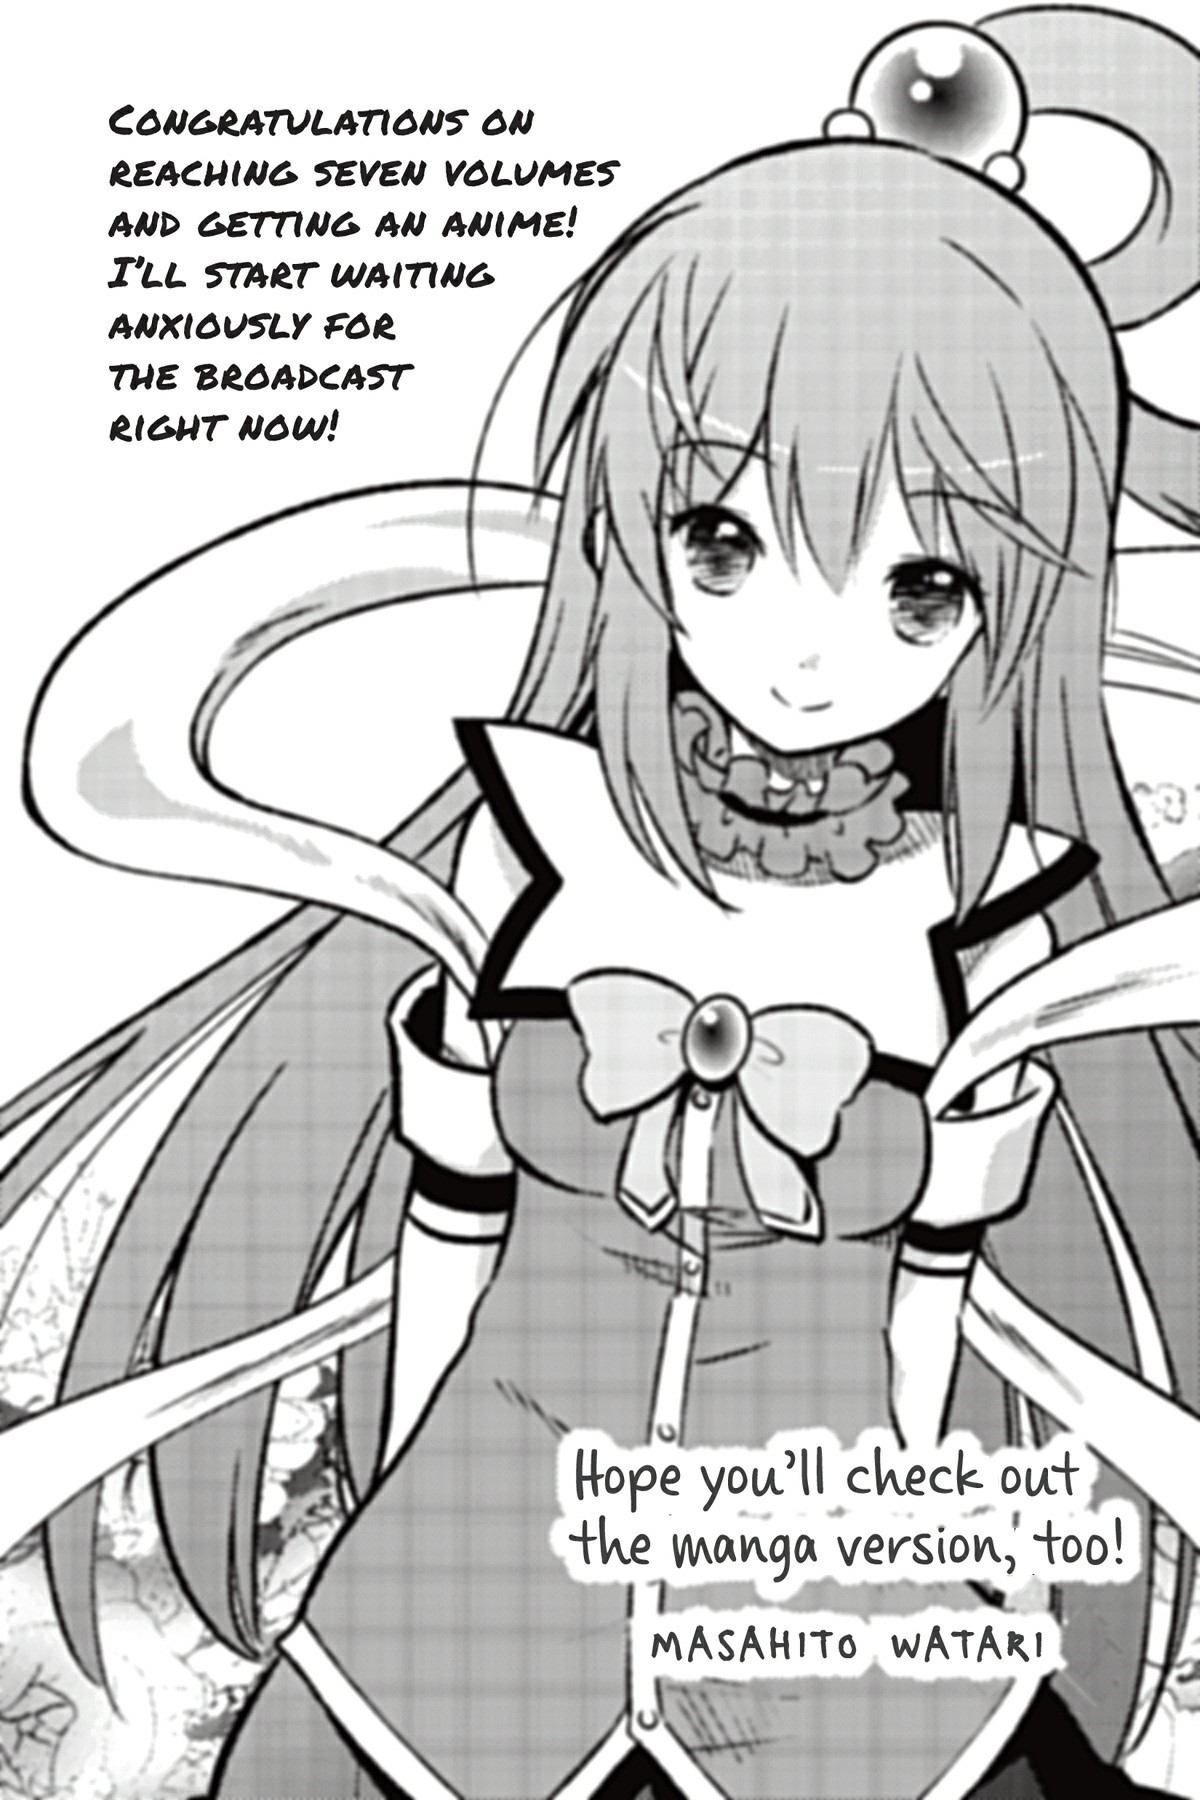 CONGRATULATIONS ON
REACHING SEVEN VOLUMES
AND GETTING AN ANIME!
I'LL START WAITING
ANXIOUSLY FOR
THE BROADCAST
RIGHT NOW!
Hope you'll check out
the manga version, too!
MASAHITO WATARI